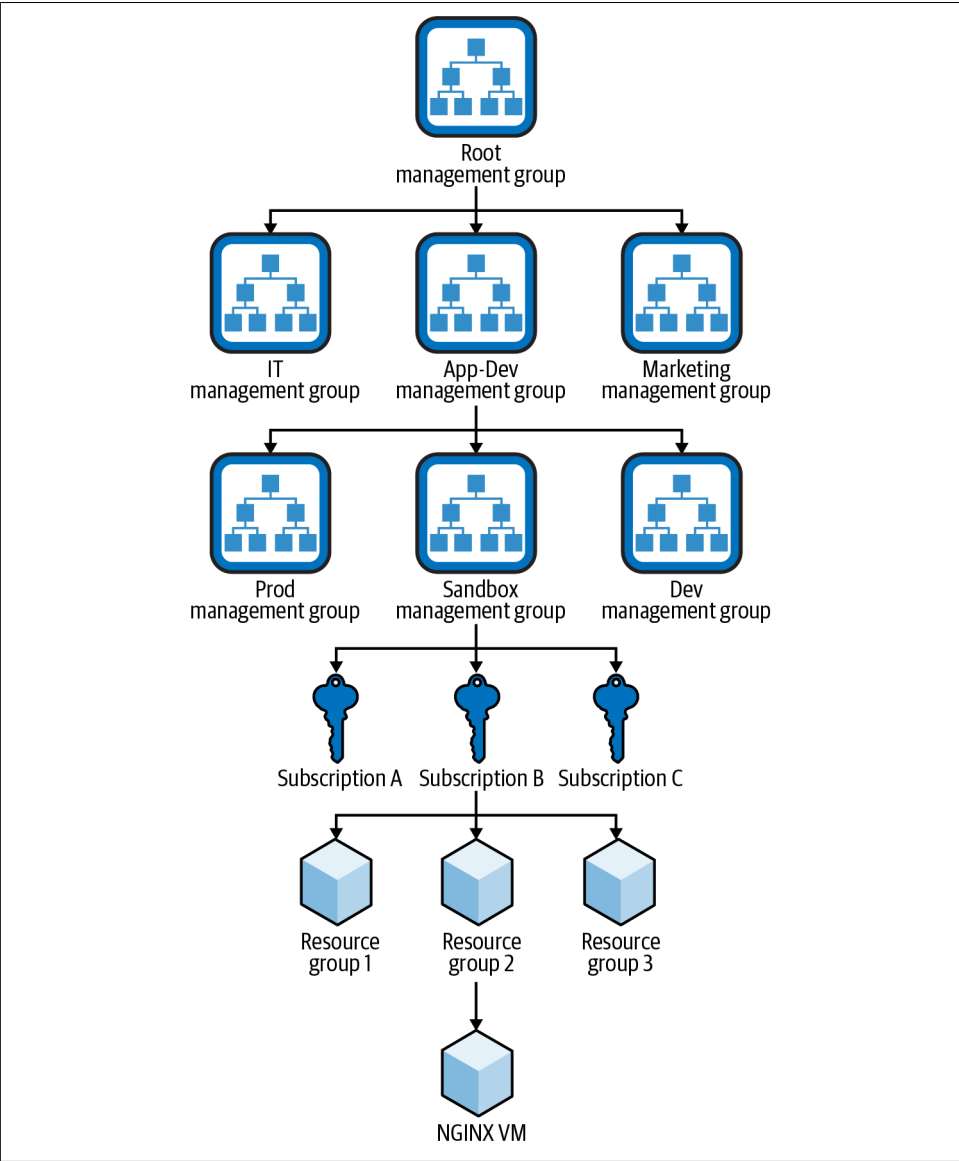 Root
management group
IT
management group
App-Dev
management group
Marketing
management group
Prod
management group
Sandbox
management group
Dev
management group
Subscription A
Subscription B
Subscription C
Resource
group 1
Resource
group 2
Resource
group 3
NGINX VM